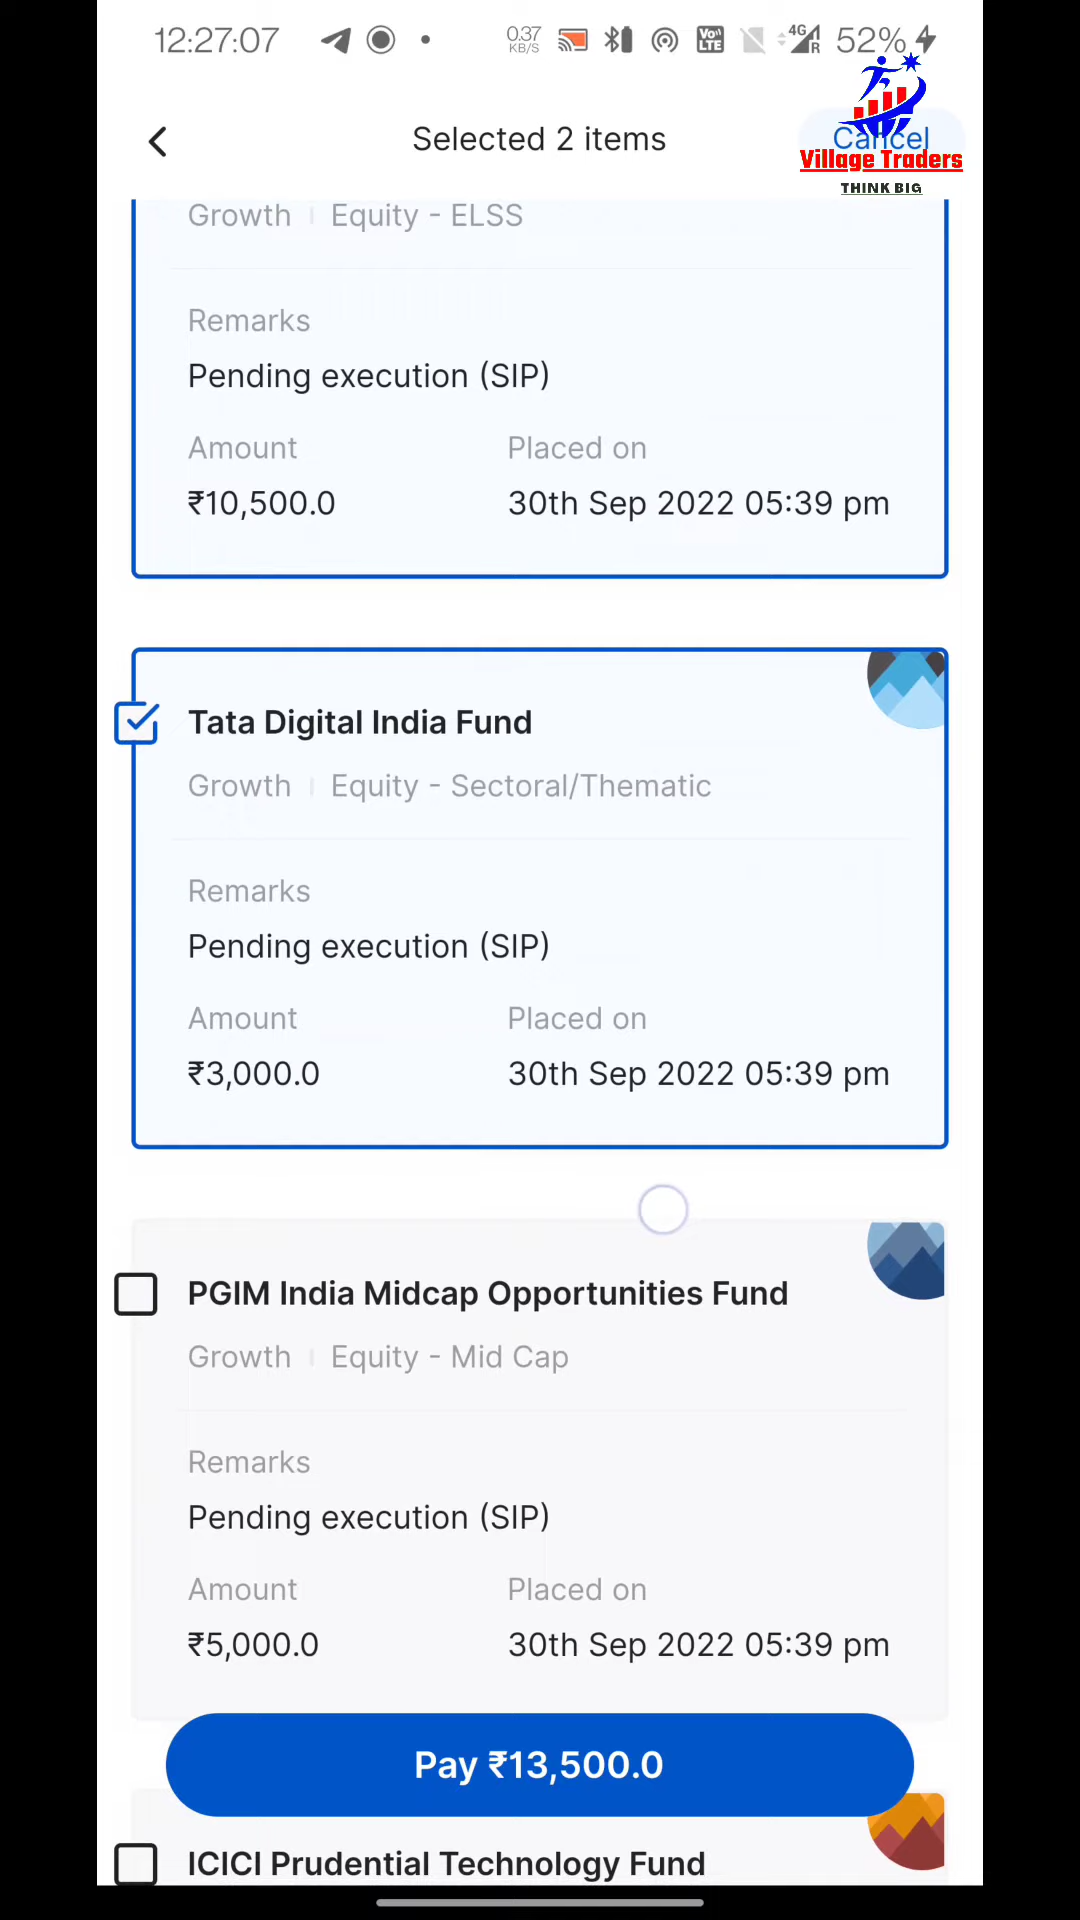 12:27:07
0.37
KB/S
Vo
LTE
4G
R
52%
Selected 2 items
Cancel
Village Traders
THINK BIG
Growth
Equity - ELSS
Remarks
Pending execution (SIP)
Amount
Placed on
₹10,500.0
30th Sep 2022 05:39 pm
Tata Digital India Fund
Growth
Equity - Sectoral/Thematic
Remarks
Pending execution (SIP)
Amount
Placed on
₹3,000.0
30th Sep 2022 05:39 pm
PGIM India Midcap Opportunities Fund
Growth
Equity - Mid Cap
Remarks
Pending execution (SIP)
Amount
Placed on
₹5,000.0
30th Sep 2022 05:39 pm
Pay ₹13,500.0
ICICI Prudential Technology Fund